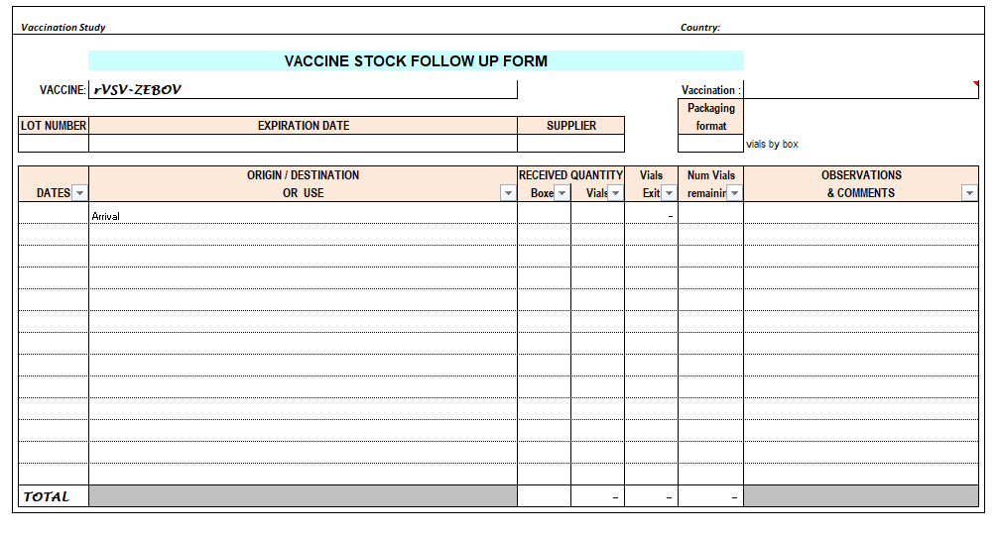 Vaccination Study Country:
VACCINE STOCK FOLLOW UP FORM
VACCINE: rVSV-ZEBOV Vaccination :
Packaging
LOT NUMBER EXPIRATION DATE SUPPLIER format
vials by box
ORIGIN / DESTINATION RECEIVED QUANTITY Vials Num Vials OBSERVATIONS
DATES OR USE Boxe Vials Exit remainin & COMMENTS
Arrival -
TOTAL - - -